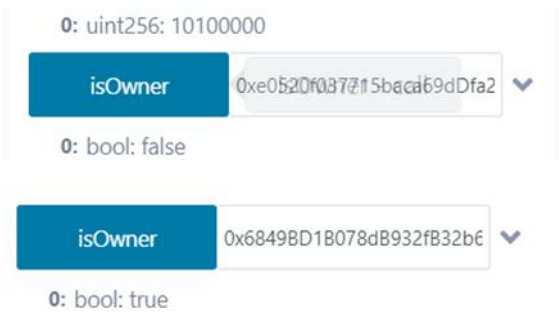 0: uint256: 10100000
isOwner
0: bool: false
isOwner 0x6849BD1B078dB932fB32b6
0: bool: true